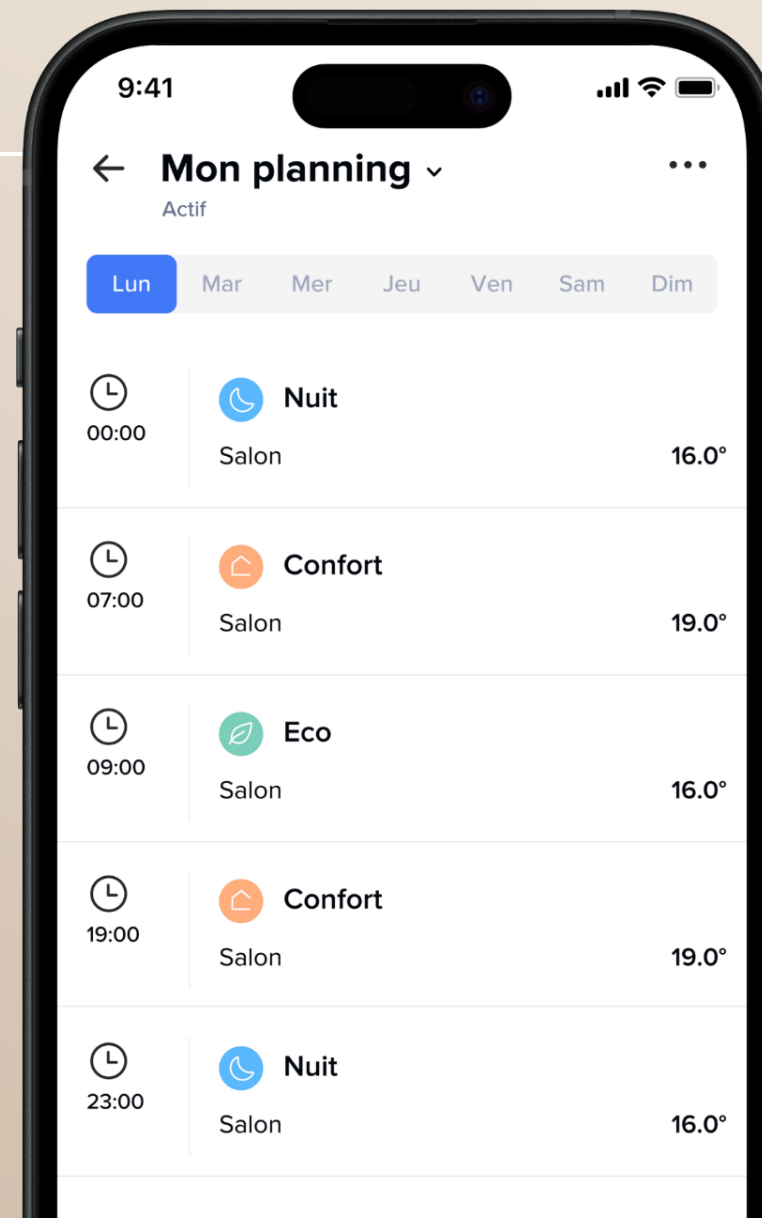 9:41
Mon planning
Actif
Lun Mar Mer Jeu Ven Sam Dim
Nuit
00:00
Salon 16.0°
Confort
07:00
Salon 19.0°
Eco
09:00
Salon 16.0°
Confort
19:00
Salon 19.0°
Nuit
23:00
Salon 16.0°